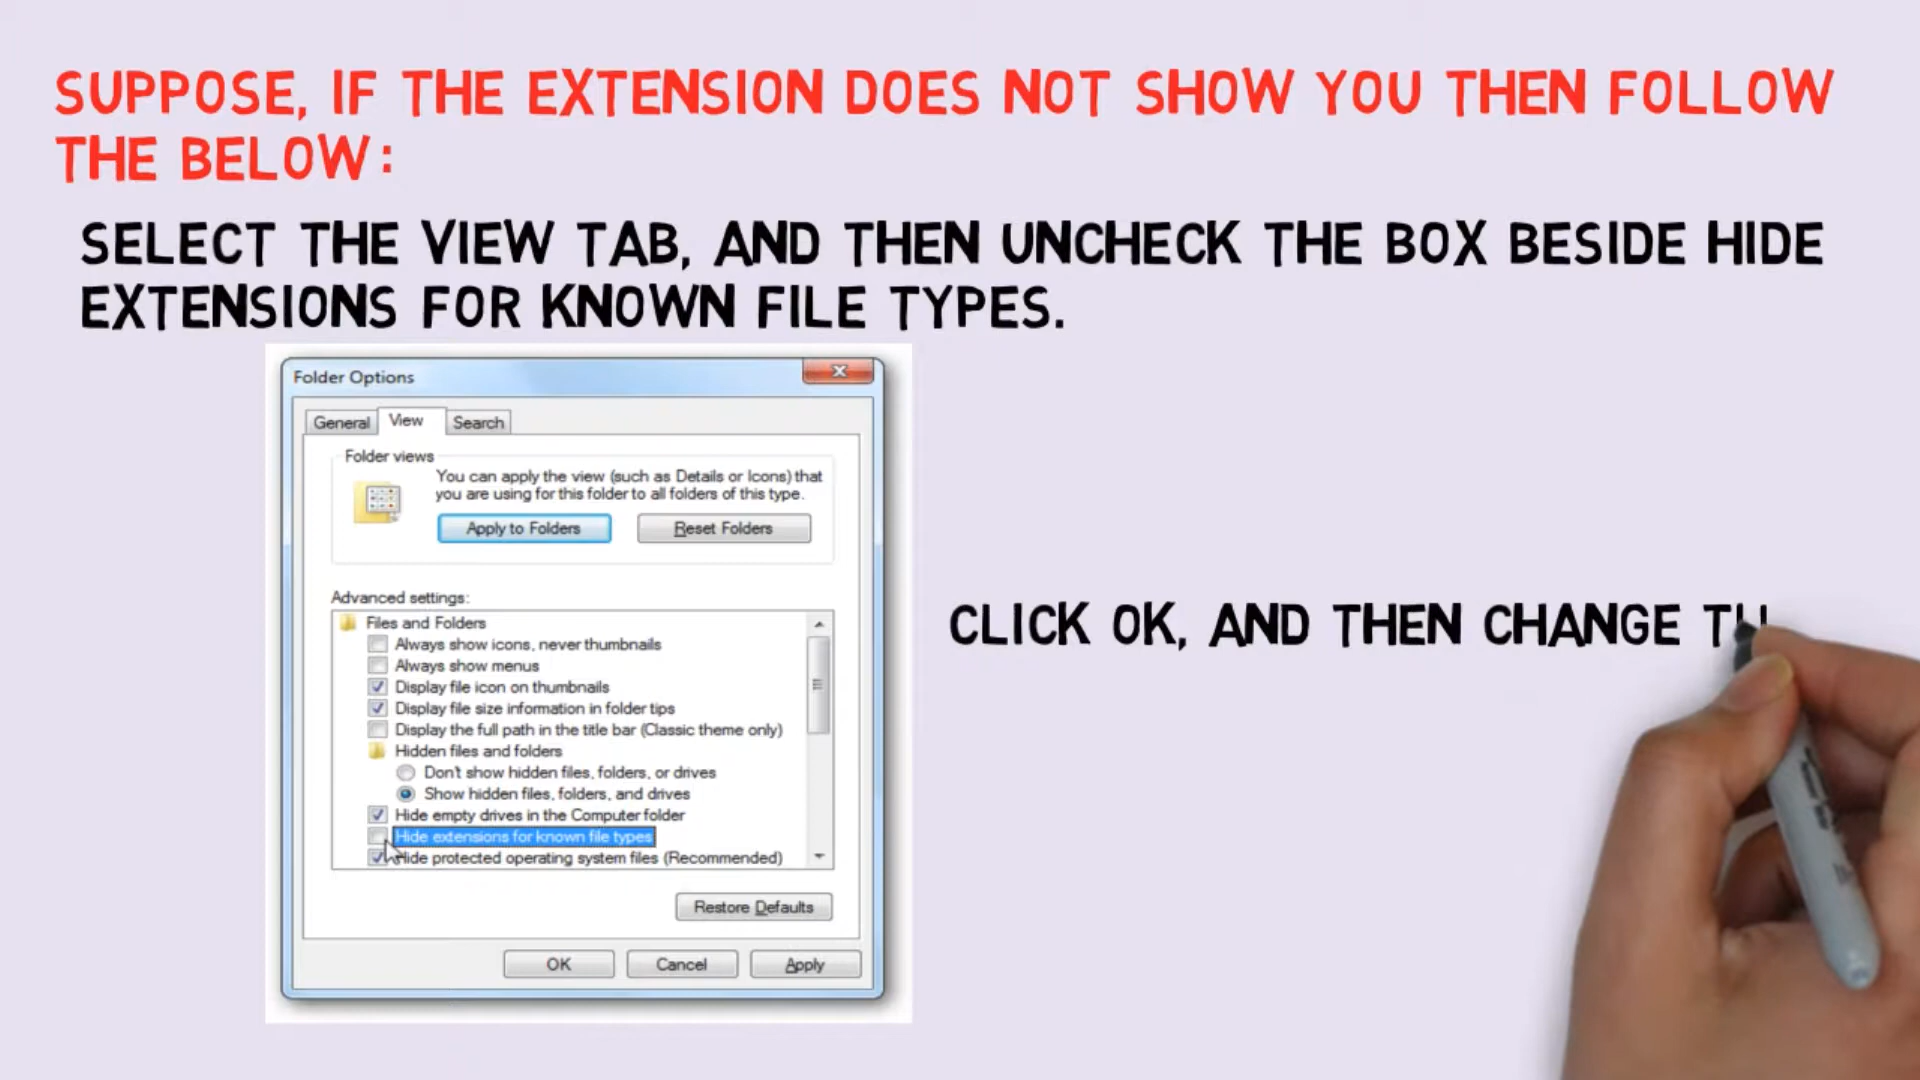 SUPPOSE, IF THE EXTENSION DOES NOT SHOW YOU THEN FOLLOW
THE BELOW:
SELECT THE VIEW TAB, AND THEN UNCHECK THE BOX BESIDE HIDE
EXTENSIONS FOR KNOWN FILE TYPES.
Folder Options
General View Search
Folder views
You can apply the view (such as Details or Icons) that
you are using for this folder to all folders of this type.
Apply to Folders Reset Folders
Advanced settings:
Files and Folders
Always show icons, never thumbnails
Always show menus
Display file icon on thumbnails
Display file size information in folder tips
Display the full path in the title bar (Classic theme only)
Hidden files and folders
Don't show hidden files, folders, or drives
Show hidden files, folders, and drives
Hide empty drives in the Computer folder
Hide extensions for known file types
Hide protected operating system files (Recommended)
Restore Defaults
OK Cancel Apply
CLICK OK, AND THEN CHANGE